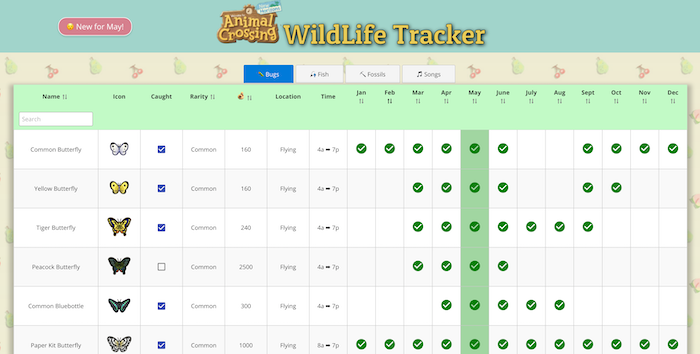 😊 New for May!
Animal Crossing
New Horizons
WildLife Tracker
Bugs
Fish
Fossils
Songs
Name ↑↓ Icon Caught Rarity ↑↓ ↑↓ Location Time Jan ↑↓ Feb ↑↓ Mar ↑↓ Apr ↑↓ May ↑↓ June ↑↓ July ↑↓ Aug ↑↓ Sept ↑↓ Oct ↑↓ Nov ↑↓ Dec ↑↓
Search
Common Butterfly Common 160 Flying 4a ➡ 7p
Yellow Butterfly Common 160 Flying 4a ➡ 7p
Tiger Butterfly Common 240 Flying 4a ➡ 7p
Peacock Butterfly Common 2500 Flying 4a ➡ 7p
Common Bluebottle Common 300 Flying 4a ➡ 7p
Paper Kit Butterfly Common 1000 Flying 8a ➡ 7p